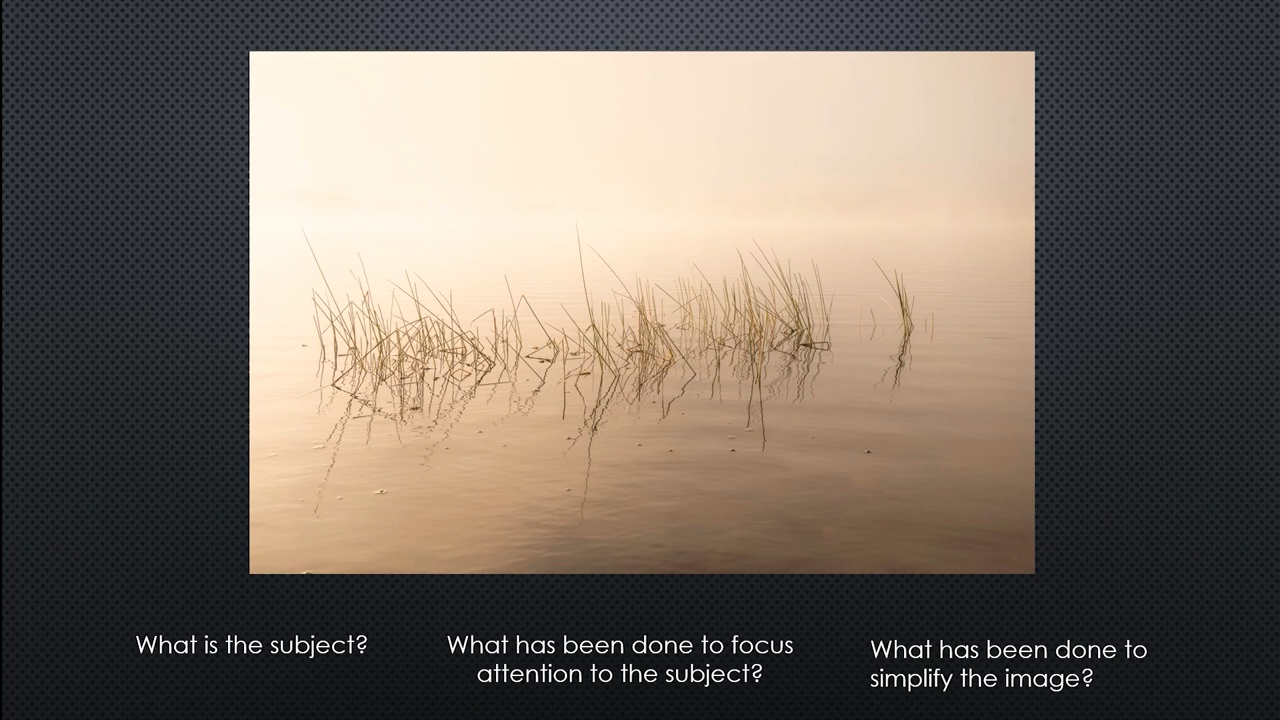 What is the subject?
What has been done to focus
attention to the subject?
What has been done to
simplify the image?